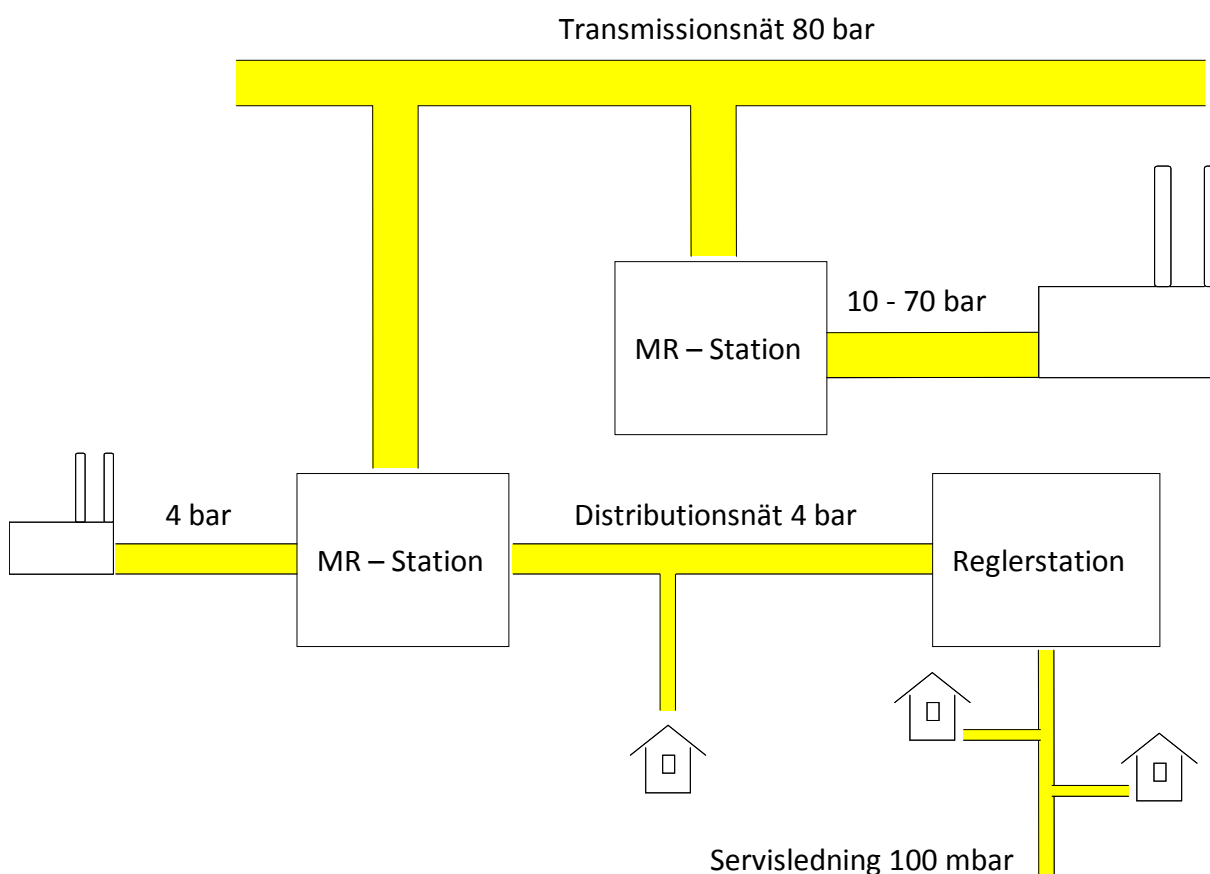 Transmissionsnät 80 bar
10 - 70 bar
MR – Station
4 bar
Distributionsnät 4 bar
MR – Station
Reglerstation
Servisledning 100 mbar